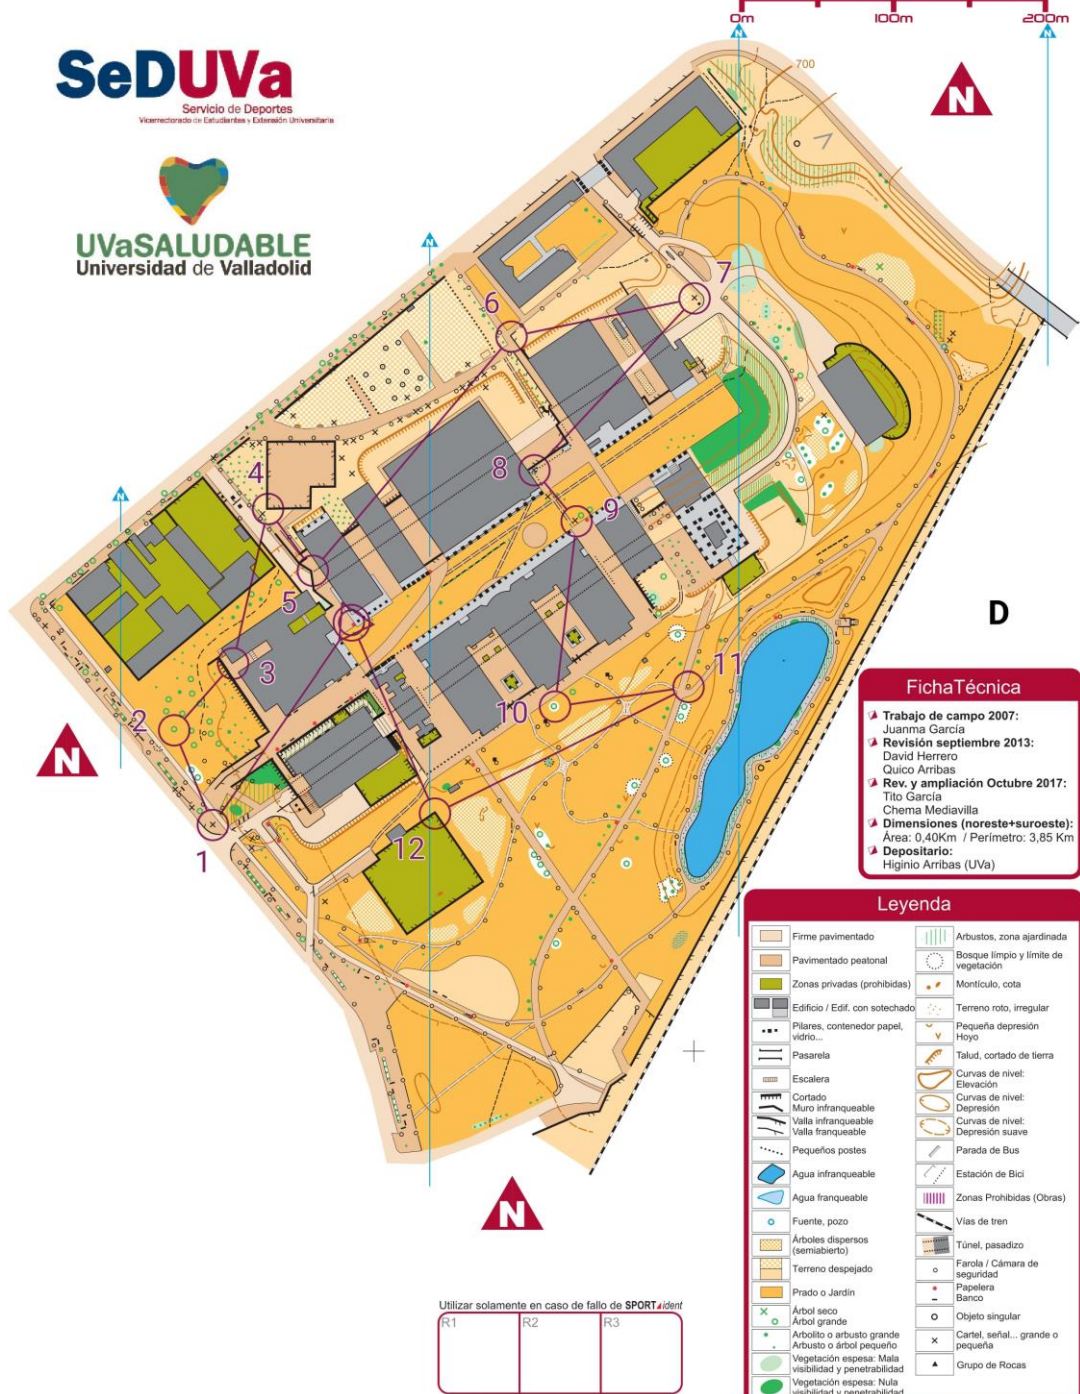 0m 100m 200m
N N
SeDUVa
Servicio de Deportes
Vicerrectorado de Estudiantes y Extensión Universitaria
700
N
UVaSALUDABLE
Universidad de Valladolid
N
7
6
8
4
N
9
5
D
3
11
10
2
N
12
1
FichaTécnica
Trabajo de campo 2007:
Juanma García
Revisión septiembre 2013:
David Herrero
Quico Arribas
Rev. y ampliación Octubre 2017:
Tito García
Chema Mediavilla
Dimensiones (noreste+suroeste):
Área: 0,40Km / Perímetro: 3,85 Km
Depositario:
Higinio Arribas (UVa)
N
Leyenda
Firme pavimentado
Pavimentado peatonal
Zonas privadas (prohibidas)
Edificio / Edif. con sotechado
Pilares, contenedor papel,
vidrio...
Pasarela
Escalera
Cortado
Muro infranqueable
Valla infranqueable
Valla franqueable
Pequeños postes
Agua infranqueable
Agua franqueable
Fuente, pozo
Árboles dispersos
(semiabierto)
Terreno despejado
Prado o Jardín
Árbol seco
Árbol grande
Arbolito o arbusto grande
Arbusto o árbol pequeño
Vegetación espesa: Mala
visibilidad y penetrabilidad
Vegetación espesa: Nula
visibilidad y penetrabilidad
Arbustos, zona ajardinada
Bosque límpio y límite de
vegetación
Montículo, cota
Terreno roto, irregular
Pequeña depresión
Hoyo
Talud, cortado de tierra
Curvas de nivel:
Elevación
Curvas de nivel:
Depresión
Curvas de nivel:
Depresión suave
Parada de Bus
Estación de Bici
Zonas Prohibidas (Obras)
Vías de tren
Túnel, pasadizo
Farola / Cámara de
seguridad
Papelera
Banco
Objeto singular
Cartel, señal... grande o
pequeña
Grupo de Rocas
Utilizar solamente en caso de fallo de SPORTident
R1 R2 R3